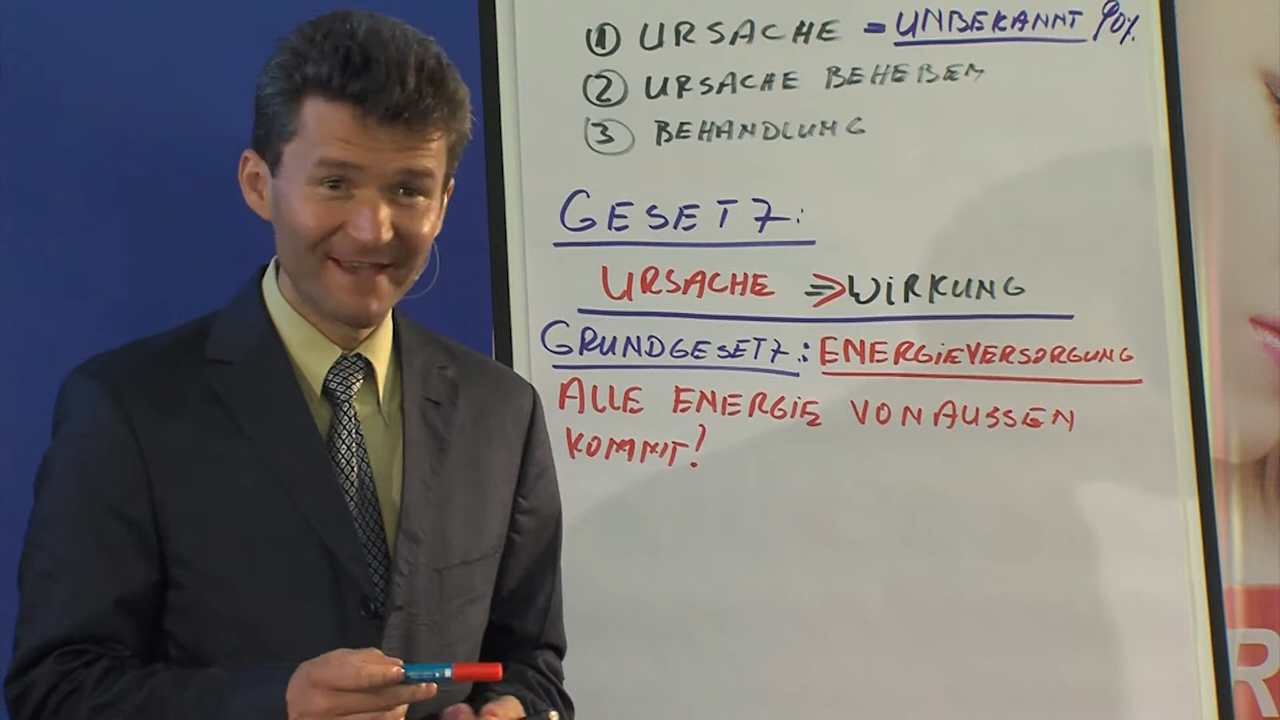 ① URSACHE = UNBEKANNT 90%
② URSACHE BEHEBEN
③ BEHANDLUNG
GESETZ:
URSACHE ⇒ WIRKUNG
GRUNDGESETZ: ENERGIEVERSORGUNG
ALLE ENERGIE VON AUSSEN
KOMMT!
R